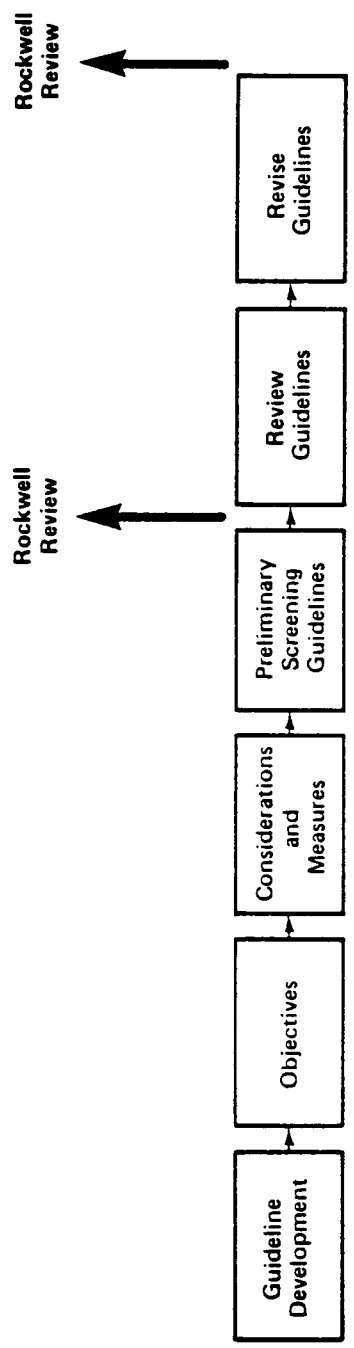 Rockwell
Review
Rockwell
Review
Guideline
Development
Objectives
Considerations
and
Measures
Preliminary
Screening
Guidelines
Review
Guidelines
Revise
Guidelines